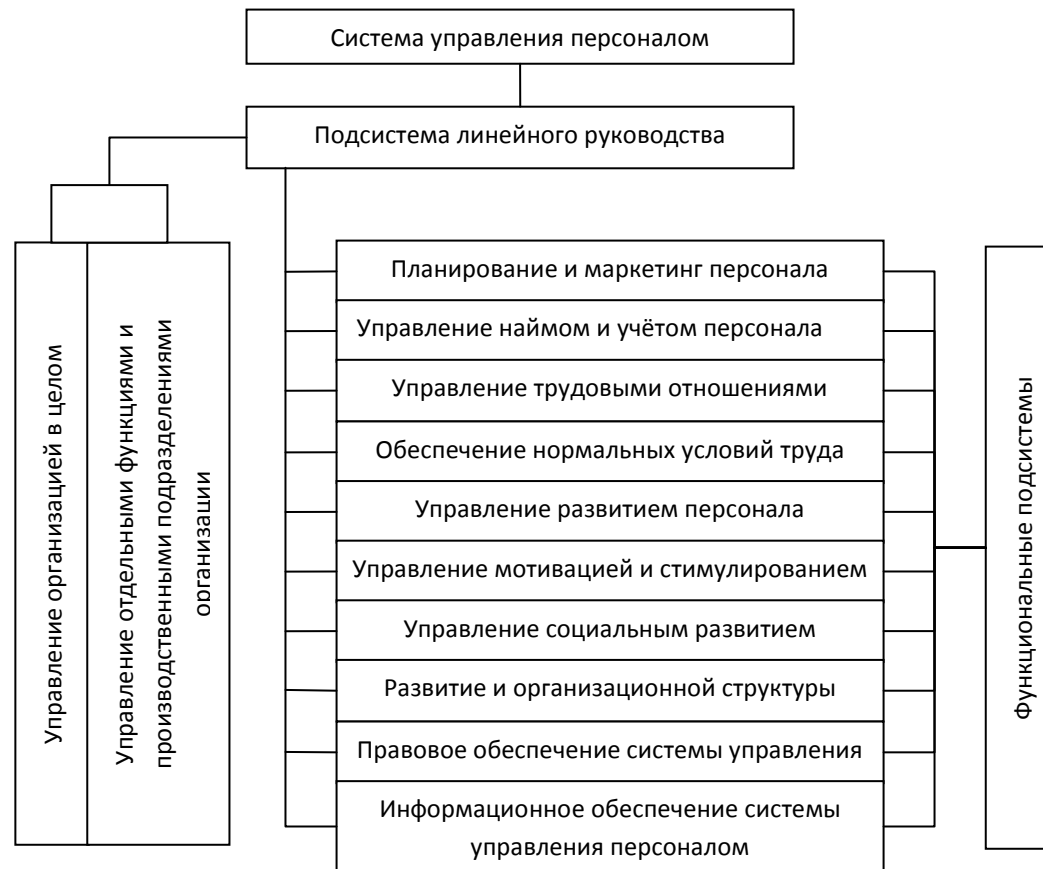 Система управления персоналом
Подсистема линейного руководства
Управление организацией в целом
Управление отдельными функциями и
производственными подразделениями
организации
Планирование и маркетинг персонала
Управление наймом и учётом персонала
Управление трудовыми отношениями
Обеспечение нормальных условий труда
Управление развитием персонала
Управление мотивацией и стимулированием
Управление социальным развитием
Развитие и организационной структуры
Правовое обеспечение системы управления
Информационное обеспечение системы
управления персоналом
Функциональные подсистемы